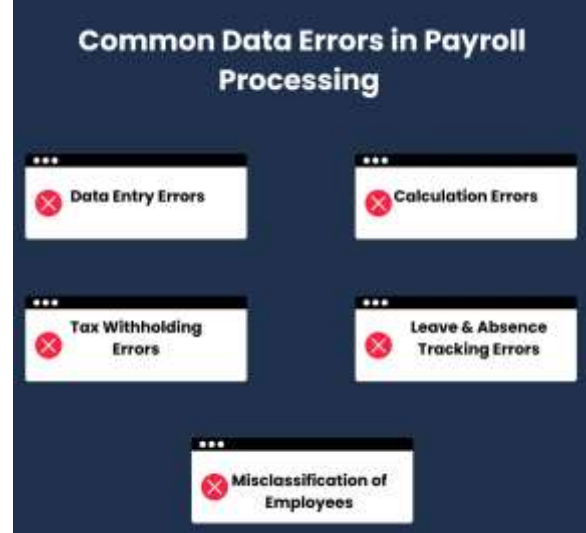 Common Data Errors in Payroll
Processing
Data Entry Errors
Calculation Errors
Tax Withholding
Errors
Leave & Absence
Tracking Errors
Misclassification of
Employees